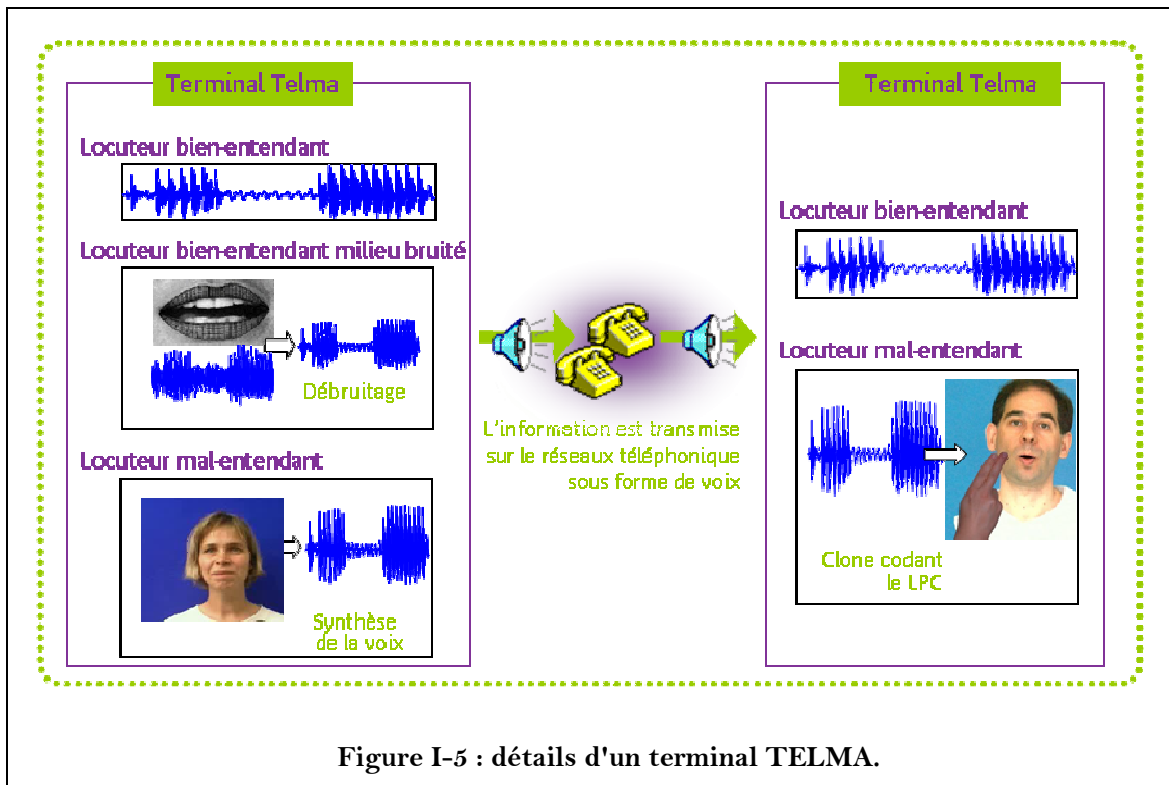 Terminal Telma
Locuteur bien-entendant
Locuteur bien-entendant milieu bruité
Débruitage
Locuteur mal-entendant
Synthèse
de la voix
L'information est transmise
sur le réseaux téléphonique
sous forme de voix
Terminal Telma
Locuteur bien-entendant
Locuteur mal-entendant
Clone codant
le LPC
Figure I-5 : détails d'un terminal TELMA.